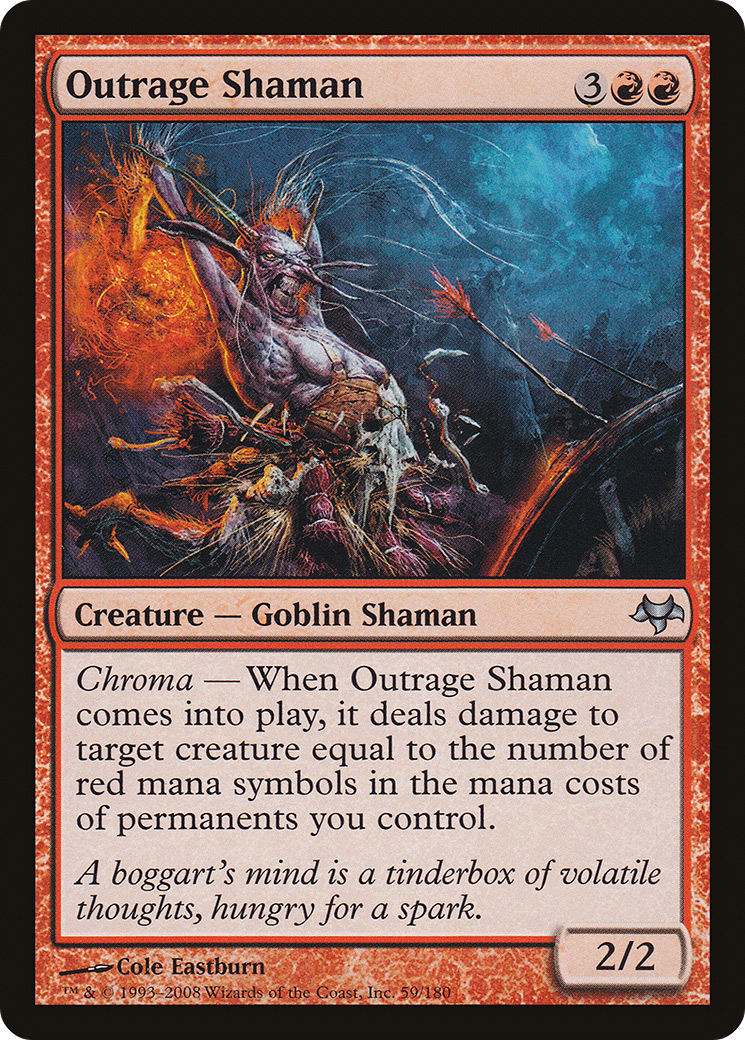 Outrage Shaman 3
Creature — Goblin Shaman
Chroma — When Outrage Shaman
comes into play, it deals damage to
target creature equal to the number of
red mana symbols in the mana costs
of permanents you control.
A boggart's mind is a tinderbox of volatile
thoughts, hungry for a spark.
2/2
Cole Eastburn
™ & © 1993–2008 Wizards of the Coast, Inc. 59/180